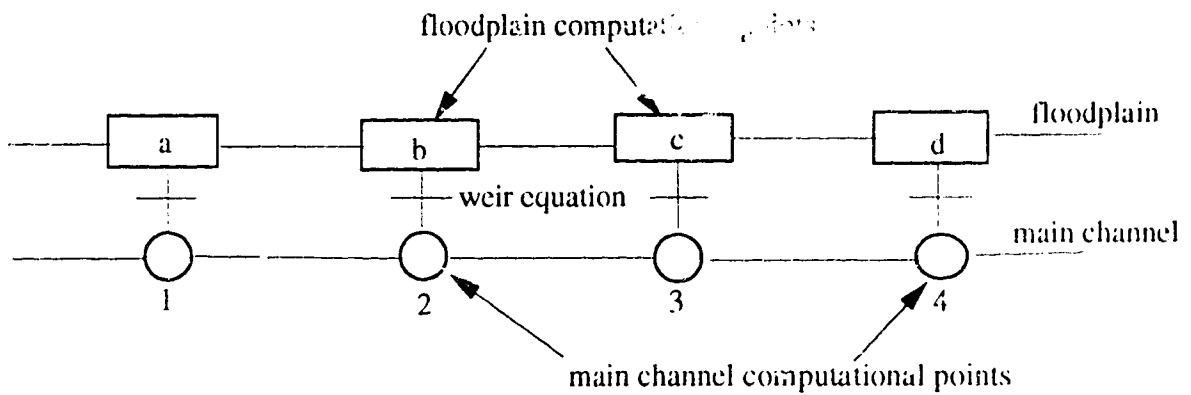 floodplain
floodplain
a
b
c
d
weir equation
main channel
1
2
3
4
main channel computational points